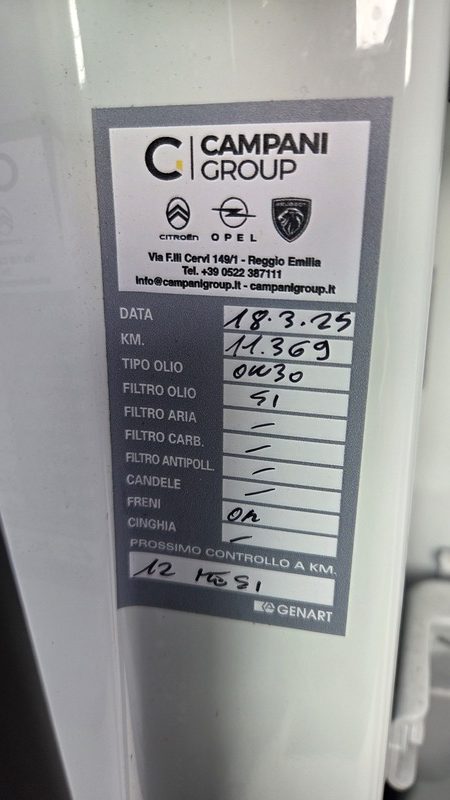 CAMPANI
GROUP
CITROËN OPEL PEUGEOT
Via F.lli Cervi 149/1 - Reggio Emilia
Tel. +39 0522 387111
info@campanigroup.it - campanigroup.it
DATA 18.3.25
KM. 11.369
TIPO OLIO 0W30
FILTRO OLIO SI
FILTRO ARIA –
FILTRO CARB. –
FILTRO ANTIPOLL. –
CANDELE –
FRENI OK
CINGHIA –
PROSSIMO CONTROLLO A KM.
12 MESI
GENART